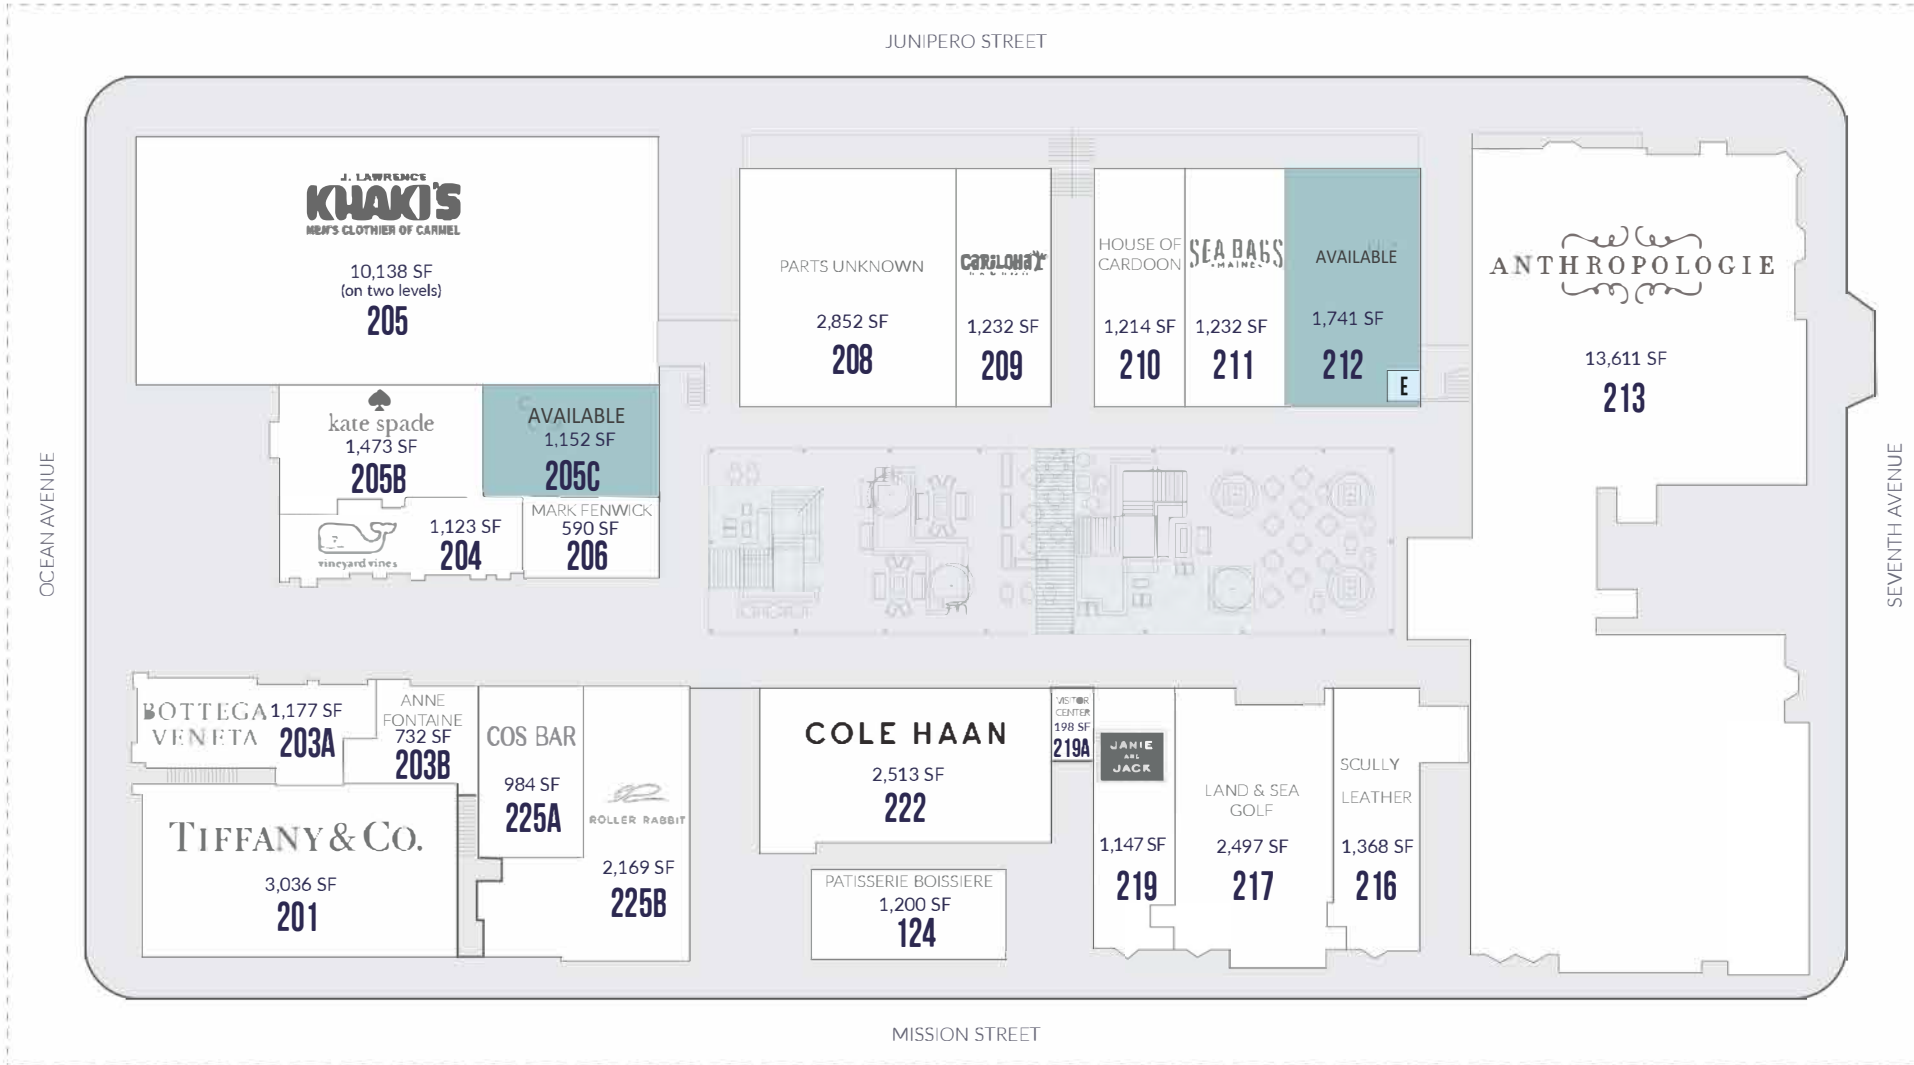 JUNIPERO STREET
J. LAWRENCE
KHAKI'S
MEN'S CLOTHIER OF CARMEL
10,138 SF
(on two levels)
205
PARTS UNKNOWN
2,852 SF
208
CARILOHA
1,232 SF
209
HOUSE OF
CARDOON
1,214 SF
210
SEA BAGS
MAINE
1,232 SF
211
AVAILABLE
1,741 SF
212
E
ANTHROPOLOGIE
13,611 SF
213
kate spade
1,473 SF
205B
AVAILABLE
1,152 SF
205C
vineyard vines
1,123 SF
204
MARK FENWICK
590 SF
206
OCEAN AVENUE
SEVENTH AVENUE
BOTTEGA
VENETA
1,177 SF
203A
ANNE
FONTAINE
732 SF
203B
COS BAR
984 SF
225A
ROLLER RABBIT
2,169 SF
225B
TIFFANY & CO.
3,036 SF
201
COLE HAAN
2,513 SF
222
VISITOR
CENTER
198 SF
219A
JANIE
AND
JACK
1,147 SF
219
LAND & SEA
GOLF
2,497 SF
217
SCULLY
LEATHER
1,368 SF
216
PATISSERIE BOISSIERE
1,200 SF
124
MISSION STREET